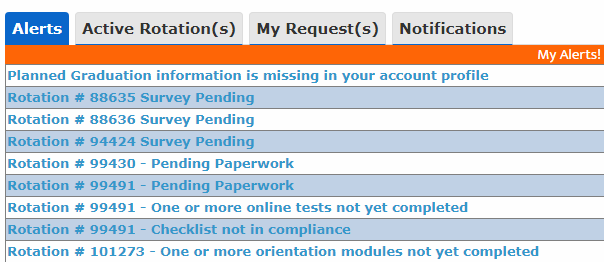 Alerts Active Rotation(s) My Request(s) Notifications
My Alerts!
Planned Graduation information is missing in your account profile
Rotation # 88635 Survey Pending
Rotation # 88636 Survey Pending
Rotation # 94424 Survey Pending
Rotation # 99430 - Pending Paperwork
Rotation # 99491 - Pending Paperwork
Rotation # 99491 - One or more online tests not yet completed
Rotation # 99491 - Checklist not in compliance
Rotation # 101273 - One or more orientation modules not yet completed